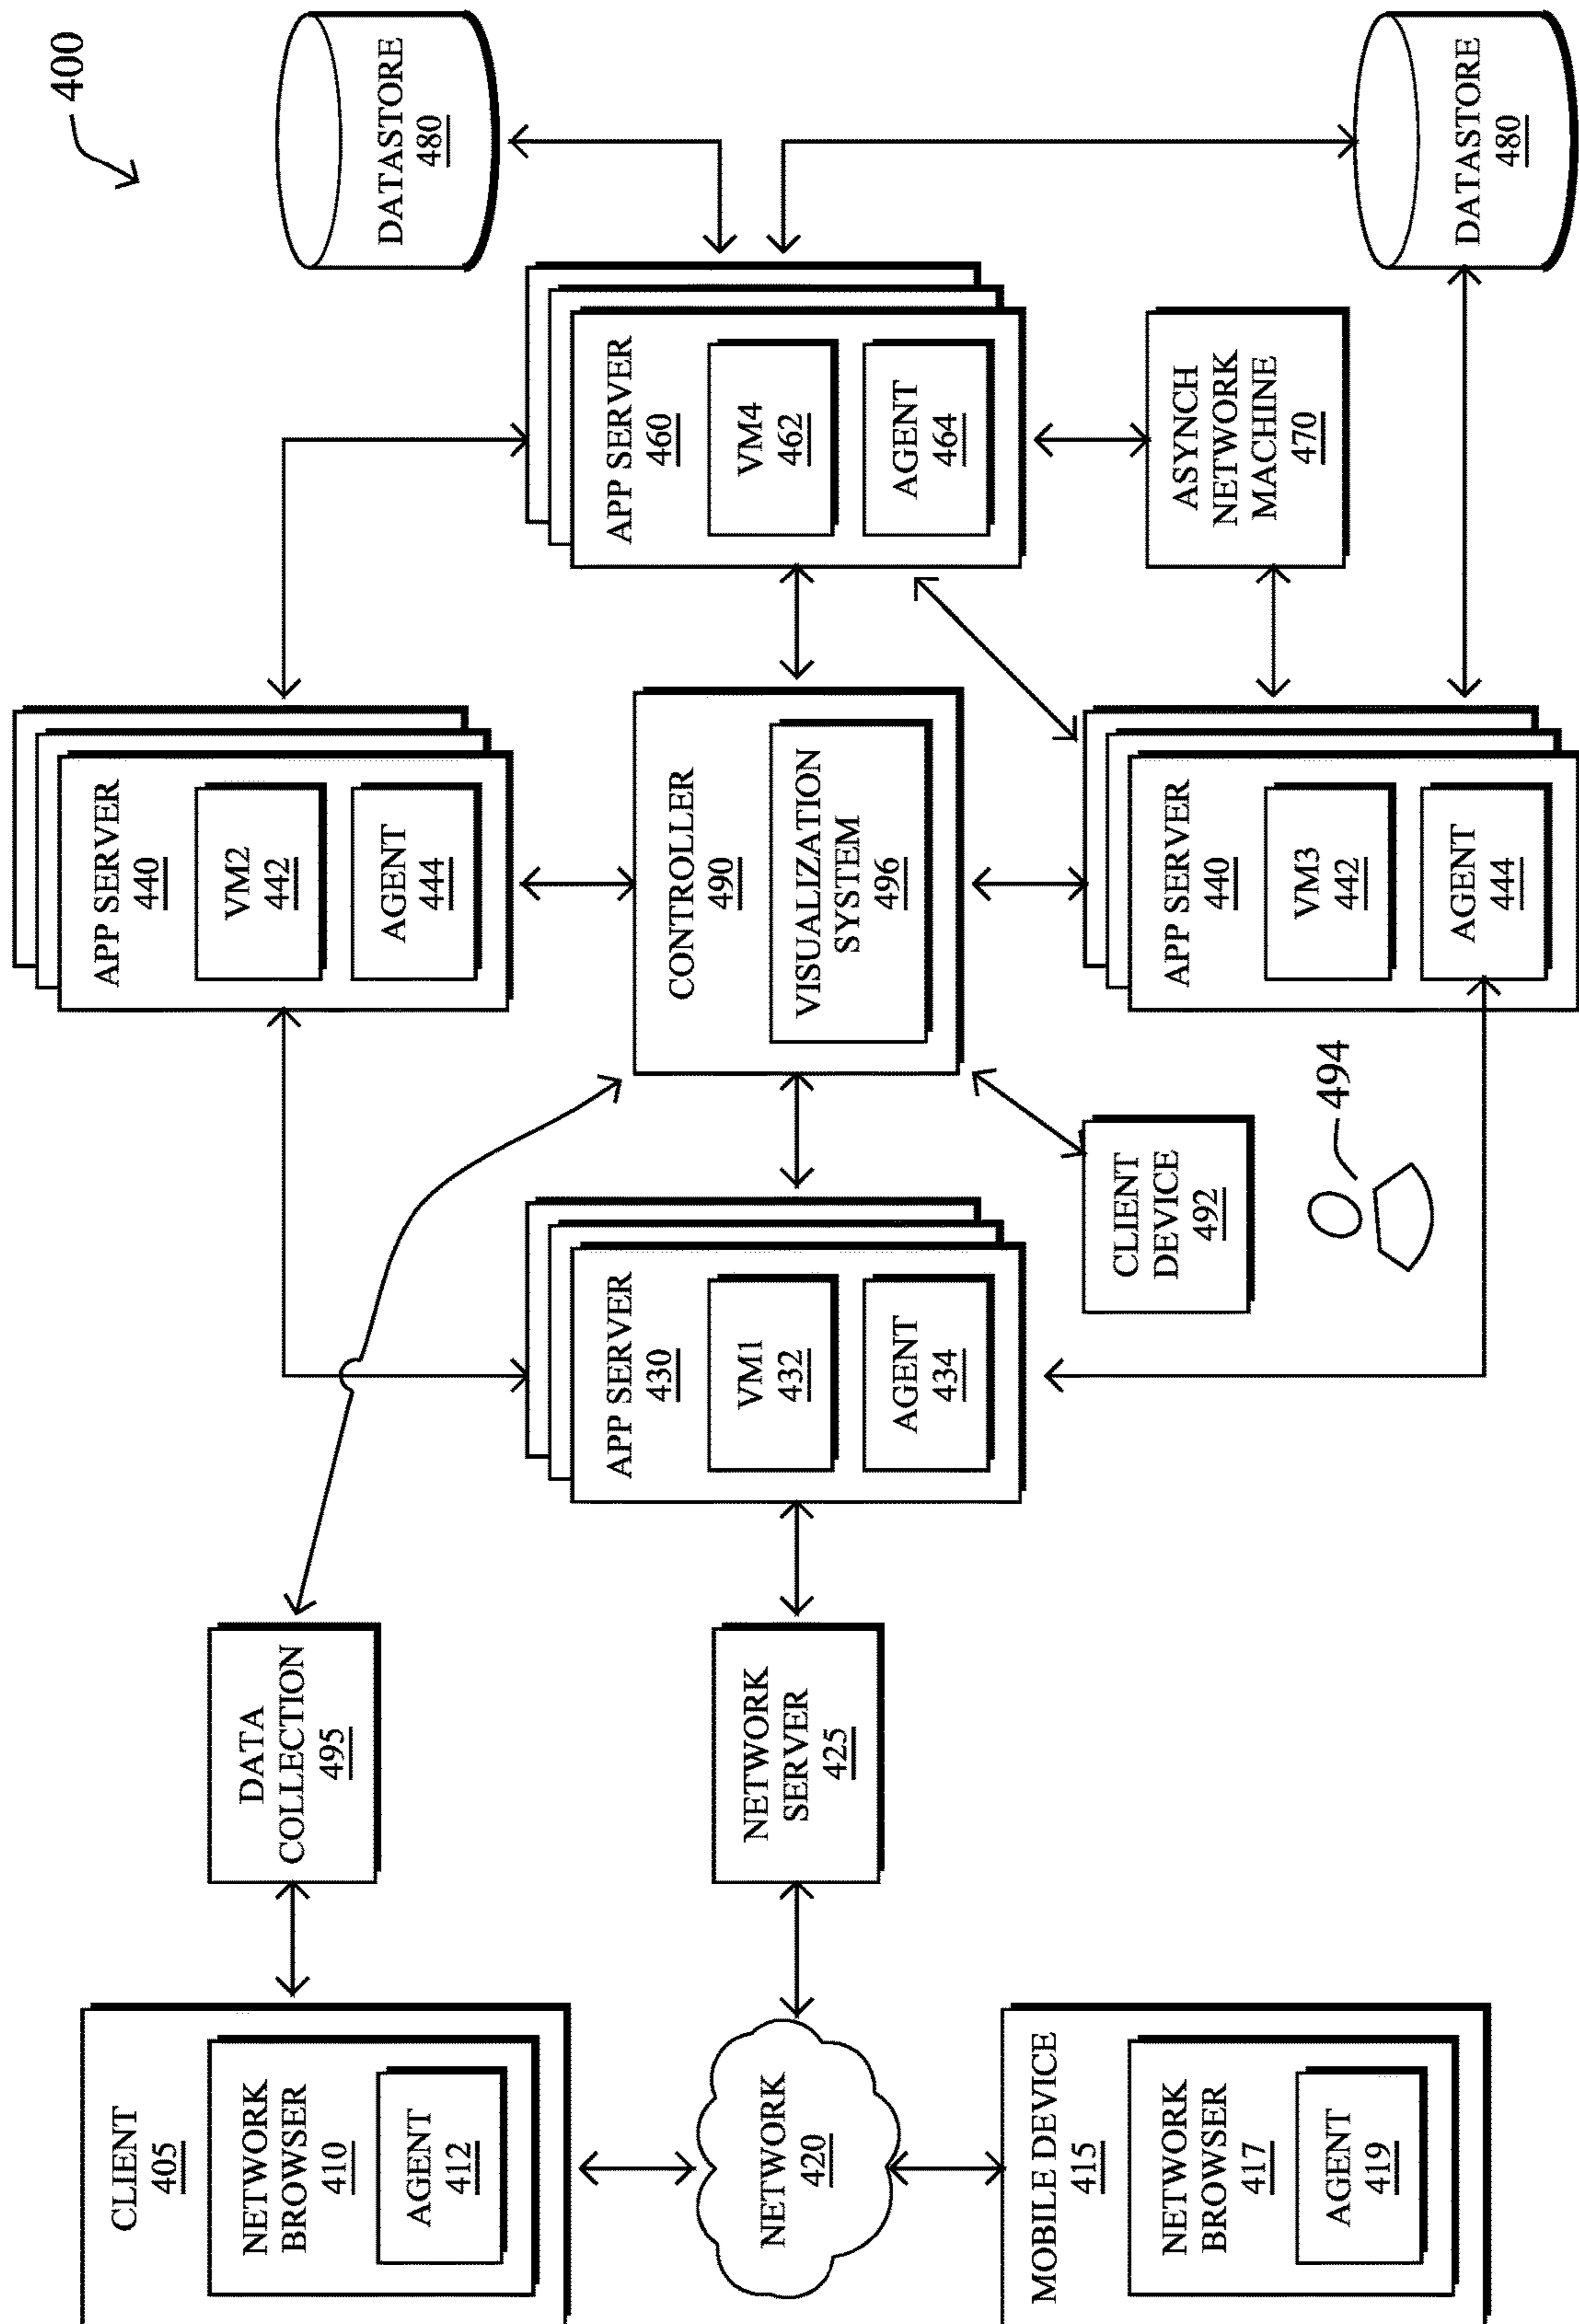 400
CLIENT
405
NETWORK
BROWSER
410
AGENT
412
NETWORK
420
MOBILE DEVICE
415
NETWORK
BROWSER
417
AGENT
419
DATA
COLLECTION
495
NETWORK
SERVER
425
APP SERVER
430
VM1
432
AGENT
434
CLIENT
DEVICE
492
494
APP SERVER
440
VM2
442
AGENT
444
CONTROLLER
490
VISUALIZATION
SYSTEM
496
APP SERVER
440
VM3
442
AGENT
444
APP SERVER
460
VM4
462
AGENT
464
ASYNCH
NETWORK
MACHINE
470
DATASTORE
480
DATASTORE
480